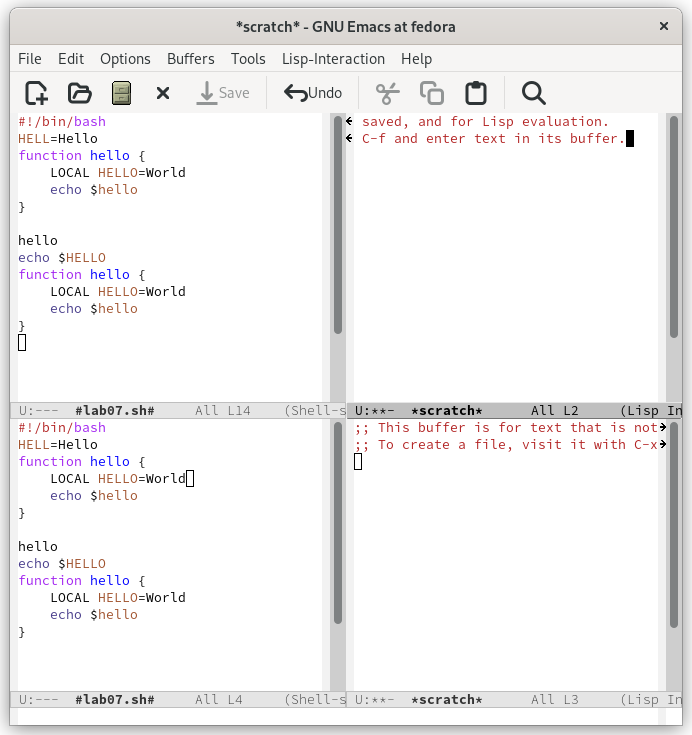 *scratch* - GNU Emacs at fedora
File Edit Options Buffers Tools Lisp-Interaction Help
Save Undo
#!/bin/bash
HELL=Hello
function hello {
    LOCAL HELLO=World
    echo $hello
}

hello
echo $HELLO
function hello {
    LOCAL HELLO=World
    echo $hello
}
U:--- #lab07.sh# All L14 (Shell-s
saved, and for Lisp evaluation.
C-f and enter text in its buffer.
U:**- *scratch* All L2 (Lisp In
#!/bin/bash
HELL=Hello
function hello {
    LOCAL HELLO=World
    echo $hello
}

hello
echo $HELLO
function hello {
    LOCAL HELLO=World
    echo $hello
}
U:--- #lab07.sh# All L4 (Shell-s
;; This buffer is for text that is not
;; To create a file, visit it with C-x
U:**- *scratch* All L3 (Lisp In